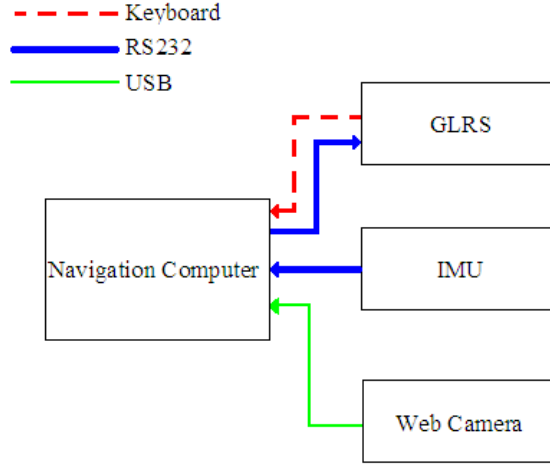 Keyboard
RS232
USB
GLRS
Navigation Computer
IMU
Web Camera